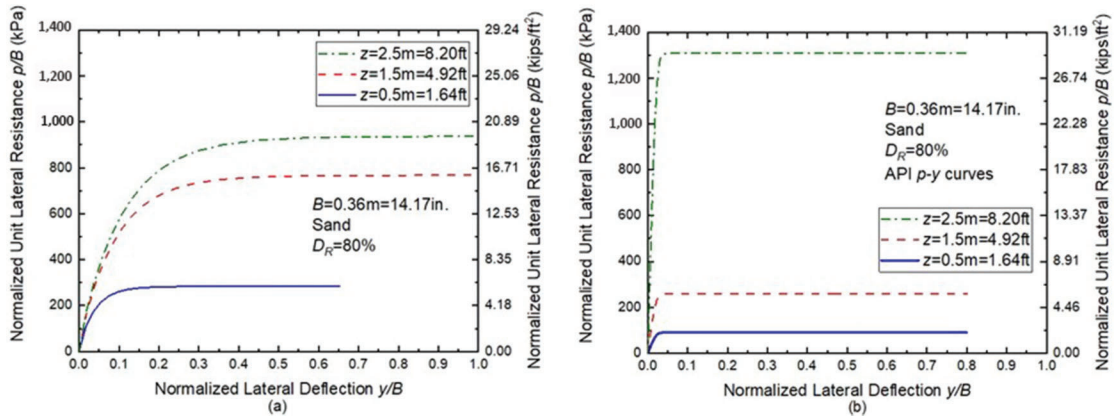 Normalized Unit Lateral Resistance p/B (kPa)
1,400
1,200
1,000
800
600
400
200
0
0.0 0.1 0.2 0.3 0.4 0.5 0.6 0.7 0.8 0.9 1.0
Normalized Lateral Deflection y/B
(a)
z=2.5m=8.20ft
z=1.5m=4.92ft
z=0.5m=1.64ft
B=0.36m=14.17in.
Sand
D_R=80%
29.24
25.06
20.89
16.71
12.53
8.35
4.18
0.00
Normalized Unit Lateral Resistance p/B (kips/ft²)
Normalized Unit Lateral Resistance p/B (kPa)
1,400
1,200
1,000
800
600
400
200
0
0.0 0.1 0.2 0.3 0.4 0.5 0.6 0.7 0.8 0.9 1.0
Normalized Lateral Deflection y/B
(b)
B=0.36m=14.17in.
Sand
D_R=80%
API p-y curves
z=2.5m=8.20ft
z=1.5m=4.92ft
z=0.5m=1.64ft
31.19
26.74
22.28
17.83
13.37
8.91
4.46
0.00
Normalized Unit Lateral Resistance p/B (kips/ft²)